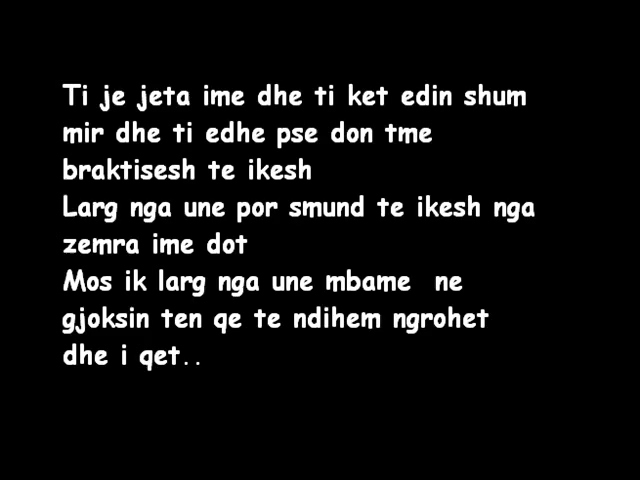 Ti je jeta ime dhe ti ket edin shum
mir dhe ti edhe pse don tme
braktisesh te ikesh
Larg nga une por smund te ikesh nga
zemra ime dot
Mos ik larg nga une mbame  ne
gjoksin ten qe te ndihem ngrohet
dhe i qet..